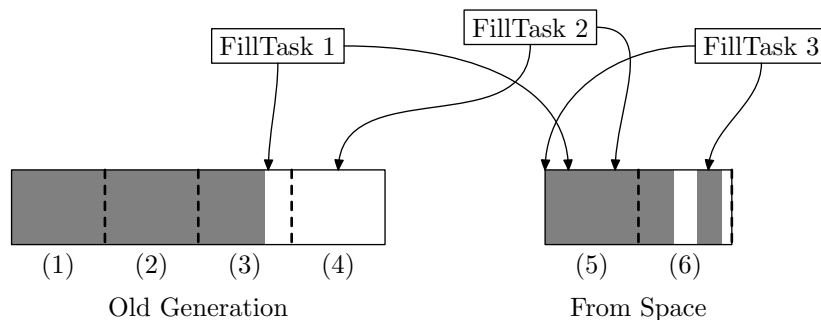 FillTask 1
FillTask 2
FillTask 3
(1) (2) (3) (4) (5) (6)
Old Generation From Space